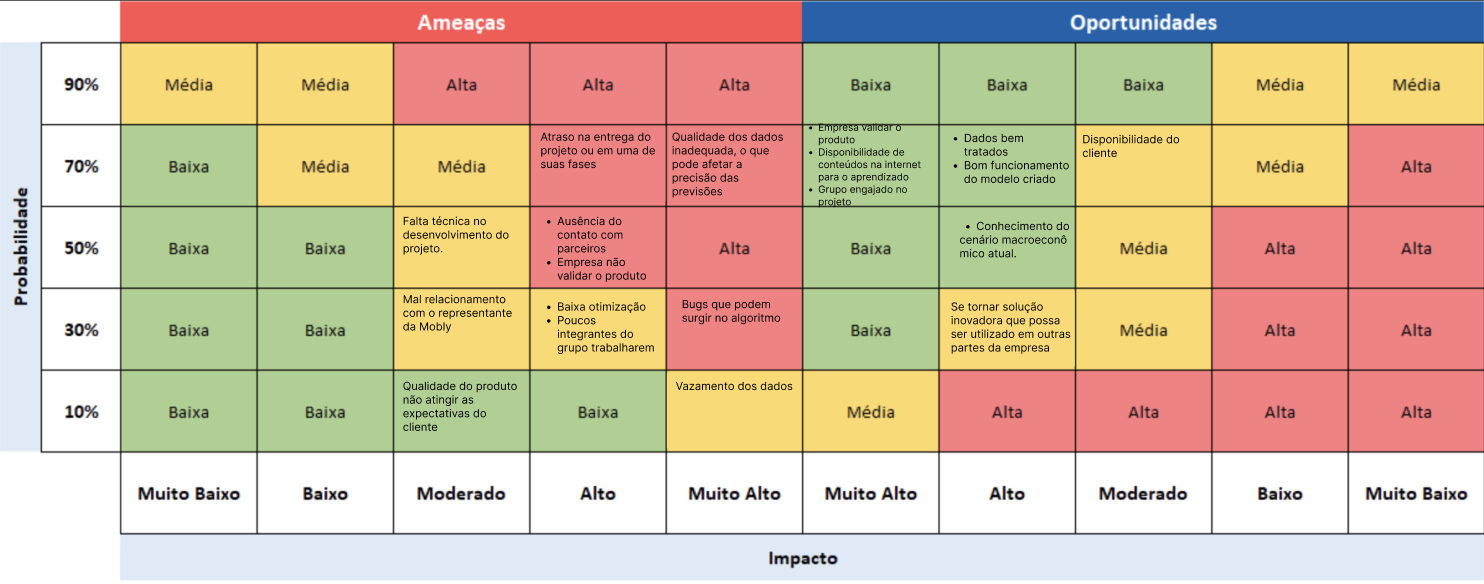 Ameaças
Oportunidades
Probabilidade
90%
Média
Média
Alta
Alta
Alta
Baixa
Baixa
Baixa
Média
Média
70%
Baixa
Média
Média
Atraso na entrega do
projeto ou em uma de
suas fases
Qualidade dos dados
inadequada, o que
pode afetar a
precisão das
previsões
• Empresa validar o
produto
• Disponibilidade de
conteúdos na internet
para o aprendizado
• Grupo engajado no
projeto
• Dados bem
tratados
• Bom funcionamento
do modelo criado
Disponibilidade do
cliente
Média
Alta
50%
Baixa
Baixa
Falta técnica no
desenvolvimento do
projeto.
• Ausência do
contato com
parceiros
• Empresa não
validar o produto
Alta
Baixa
• Conhecimento do
cenário macroeconô
mico atual.
Média
Alta
Alta
30%
Baixa
Baixa
Mal relacionamento
com o representante
da Mobly
• Baixa otimização
• Poucos
integrantes do
grupo trabalharem
Bugs que podem
surgir no algoritmo
Baixa
Se tornar solução
inovadora que possa
ser utilizado em outras
partes da empresa
Média
Alta
Alta
10%
Baixa
Baixa
Qualidade do produto
não atingir as
expectativas do
cliente
Baixa
Vazamento dos dados
Média
Alta
Alta
Alta
Alta
Muito Baixo
Baixo
Moderado
Alto
Muito Alto
Muito Alto
Alto
Moderado
Baixo
Muito Baixo
Impacto